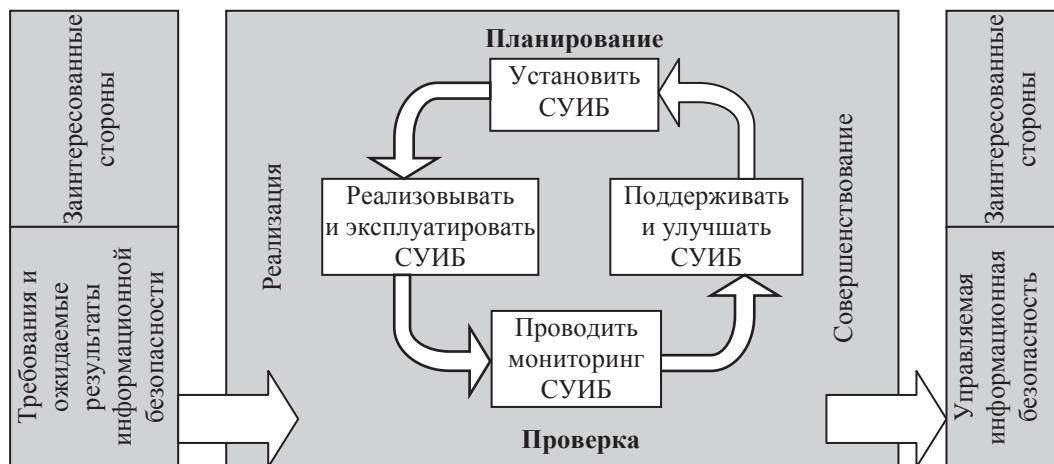 Заинтересованные
стороны
Требования и
ожидаемые
результаты
информационной
безопасности
Планирование
Установить
СУИБ
Реализация
Реализовывать
и эксплуатировать
СУИБ
Поддерживать
и улучшать
СУИБ
Совершенствование
Проводить
мониторинг
СУИБ
Проверка
Заинтересованные
стороны
Управляемая
информационная
безопасность